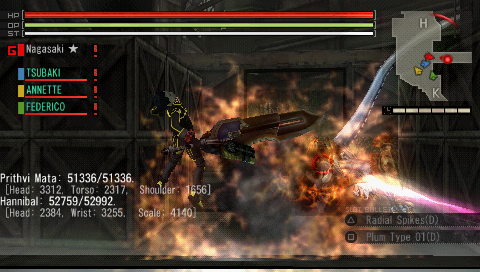 HP
OP
ST
G Nagasaki ★
TSUBAKI
ANNETTE
FEDERICO
H
K
Prithvi Mata: 51336/51336.
[Head: 3312, Torso: 2317, Shoulder: 1656]
Hannibal: 52759/52992.
[Head: 2384, Wrist: 3255. Scale: 4140]
Radial Spikes(D)
Plum Type 01(D)